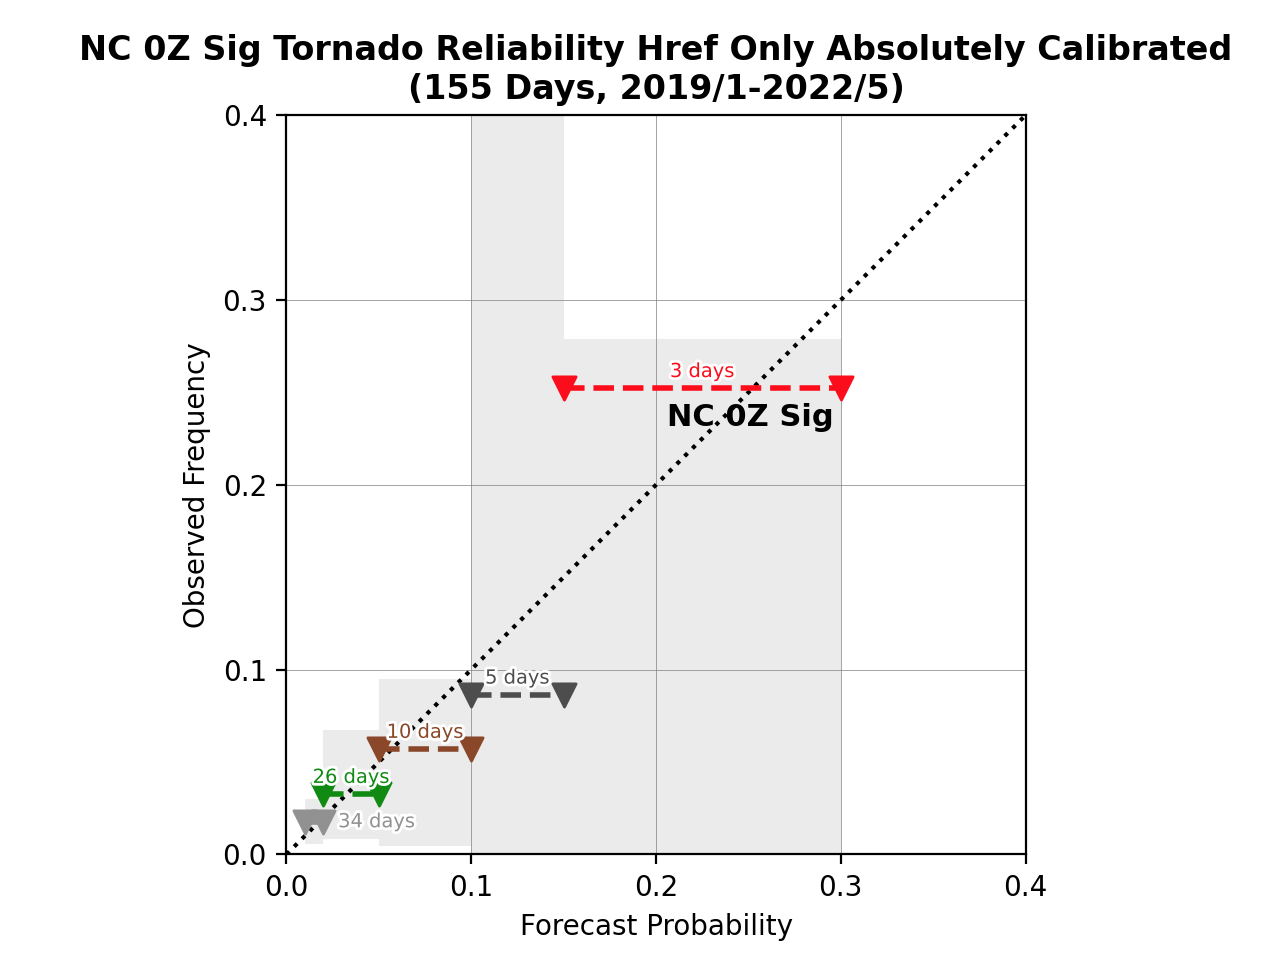 NC 0Z Sig Tornado Reliability Href Only Absolutely Calibrated
(155 Days, 2019/1-2022/5)
0.4
0.3
0.2
0.1
0.0
Observed Frequency
3 days
NC 0Z Sig
5 days
10 days
26 days
34 days
0.0 0.1 0.2 0.3 0.4
Forecast Probability